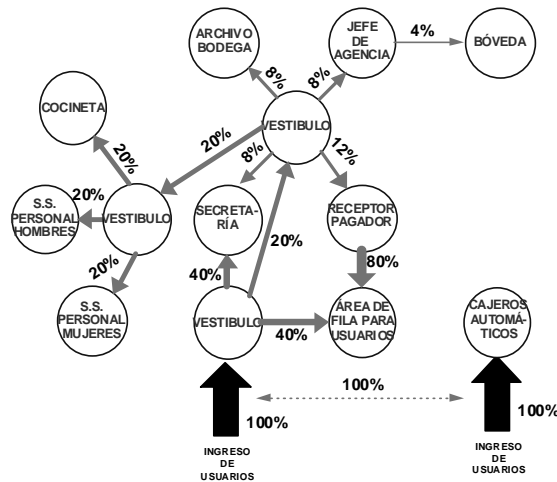 ARCHIVO
BODEGA
JEFE
DE
AGENCIA
4%
BÓVEDA
8%
8%
COCINETA
VESTIBULO
20%
8%
12%
20%
S.S.
PERSONAL
HOMBRES
20%
VESTIBULO
SECRETA-
RÍA
20%
RECEPTOR
PAGADOR
20%
S.S.
PERSONAL
MUJERES
40%
80%
VESTIBULO
40%
ÁREA DE
FILA PARA
USUARIOS
CAJEROS
AUTOMÁ-
TICOS
100%
100%
100%
INGRESO
DE
USUARIOS
INGRESO
DE
USUARIOS